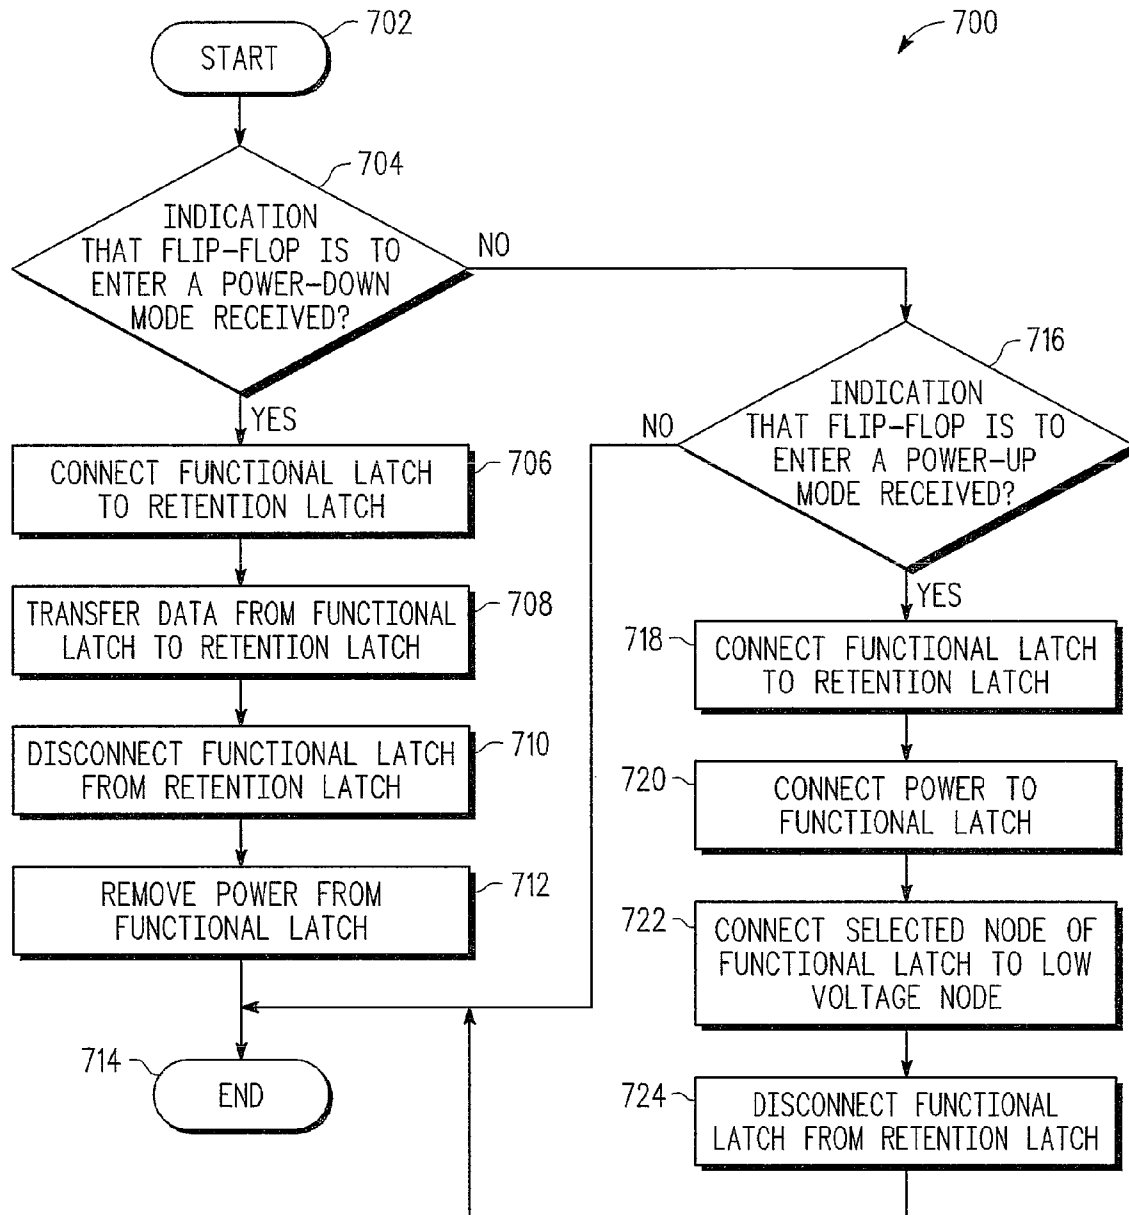 702
START
700
704
INDICATION
THAT FLIP-FLOP IS TO
ENTER A POWER-DOWN
MODE RECEIVED?
NO
YES
706
CONNECT FUNCTIONAL LATCH
TO RETENTION LATCH
708
TRANSFER DATA FROM FUNCTIONAL
LATCH TO RETENTION LATCH
710
DISCONNECT FUNCTIONAL LATCH
FROM RETENTION LATCH
712
REMOVE POWER FROM
FUNCTIONAL LATCH
714
END
716
INDICATION
THAT FLIP-FLOP IS TO
ENTER A POWER-UP
MODE RECEIVED?
NO
YES
718
CONNECT FUNCTIONAL LATCH
TO RETENTION LATCH
720
CONNECT POWER TO
FUNCTIONAL LATCH
722
CONNECT SELECTED NODE OF
FUNCTIONAL LATCH TO LOW
VOLTAGE NODE
724
DISCONNECT FUNCTIONAL
LATCH FROM RETENTION LATCH